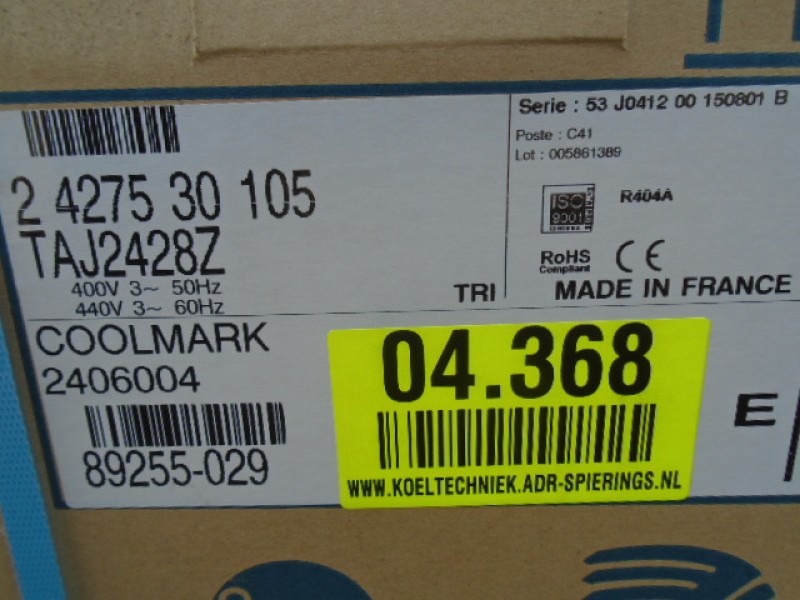 2 4275 30 105
TAJ2428Z
400V 3~ 50Hz
440V 3~ 60Hz
TRI
Serie : 53 J0412 00 150801 B
Poste : C41
Lot : 005861389
ISO
9001
R404A
RoHS
Compliant
CE
MADE IN FRANCE
COOLMARK
2406004
89255-029
04.368
WWW.KOELTECHNIEK.ADR-SPIERINGS.NL
E